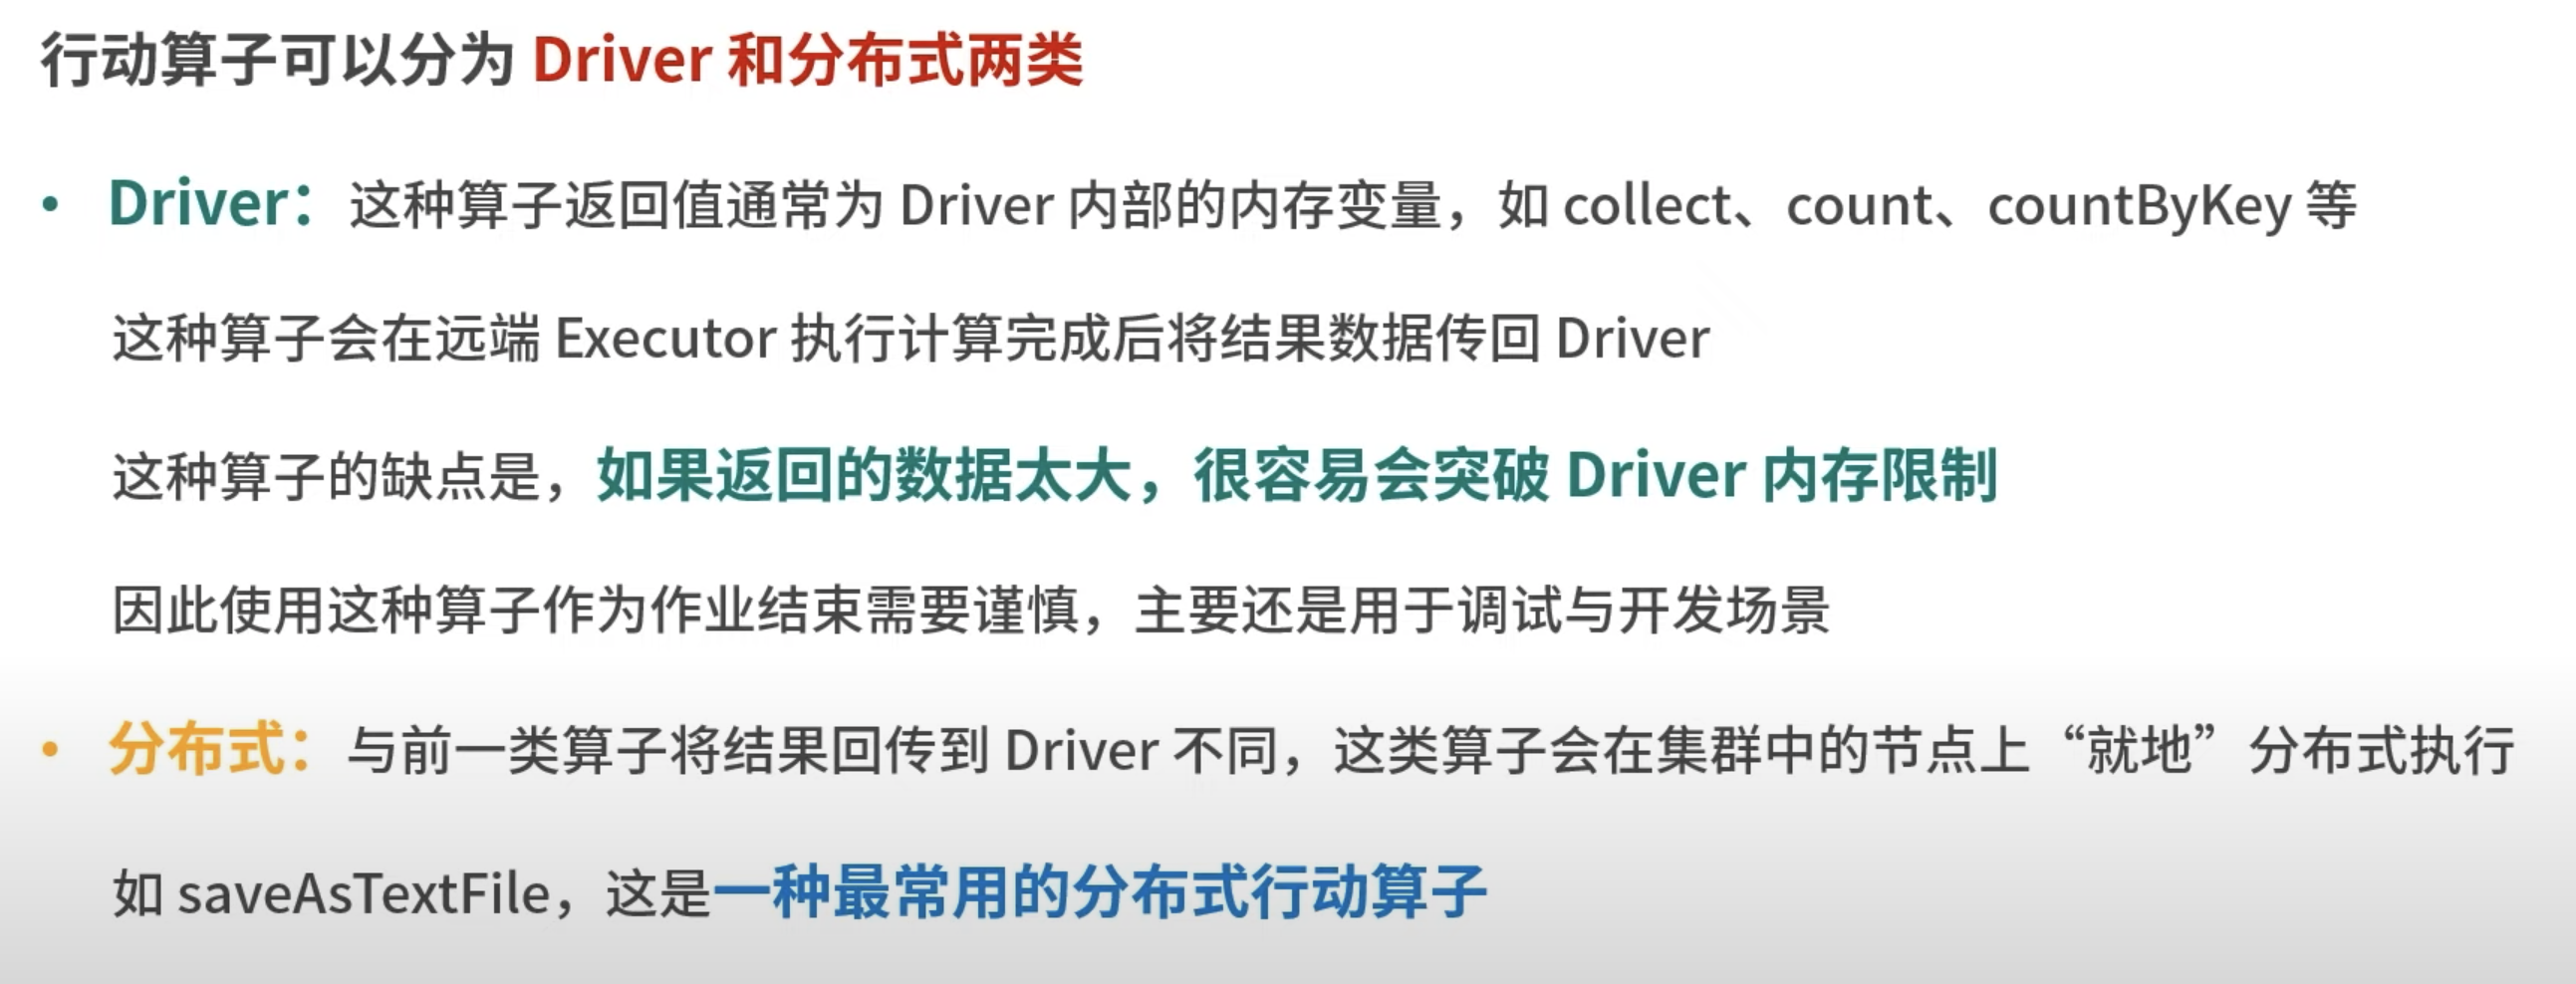 行动算子可以分为 Driver 和分布式两类
• Driver：这种算子返回值通常为 Driver 内部的内存变量，如 collect、count、countByKey 等
这种算子会在远端 Executor 执行计算完成后将结果数据传回 Driver
这种算子的缺点是，如果返回的数据太大，很容易会突破 Driver 内存限制
因此使用这种算子作为作业结束需要谨慎，主要还是用于调试与开发场景
• 分布式：与前一类算子将结果回传到 Driver 不同，这类算子会在集群中的节点上“就地”分布式执行
如 saveAsTextFile，这是一种最常用的分布式行动算子